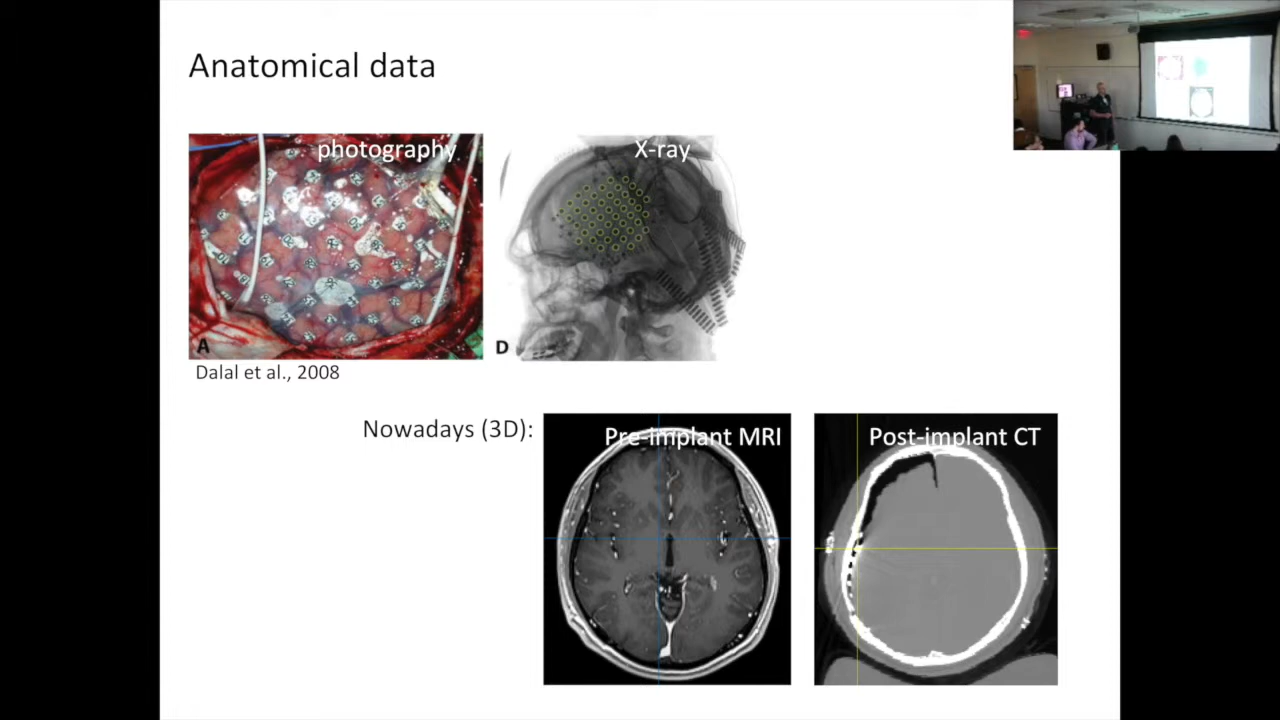 Anatomical data
photography
X-ray
A
D
Dalal et al., 2008
Nowadays (3D):
Pre-implant MRI
Post-implant CT